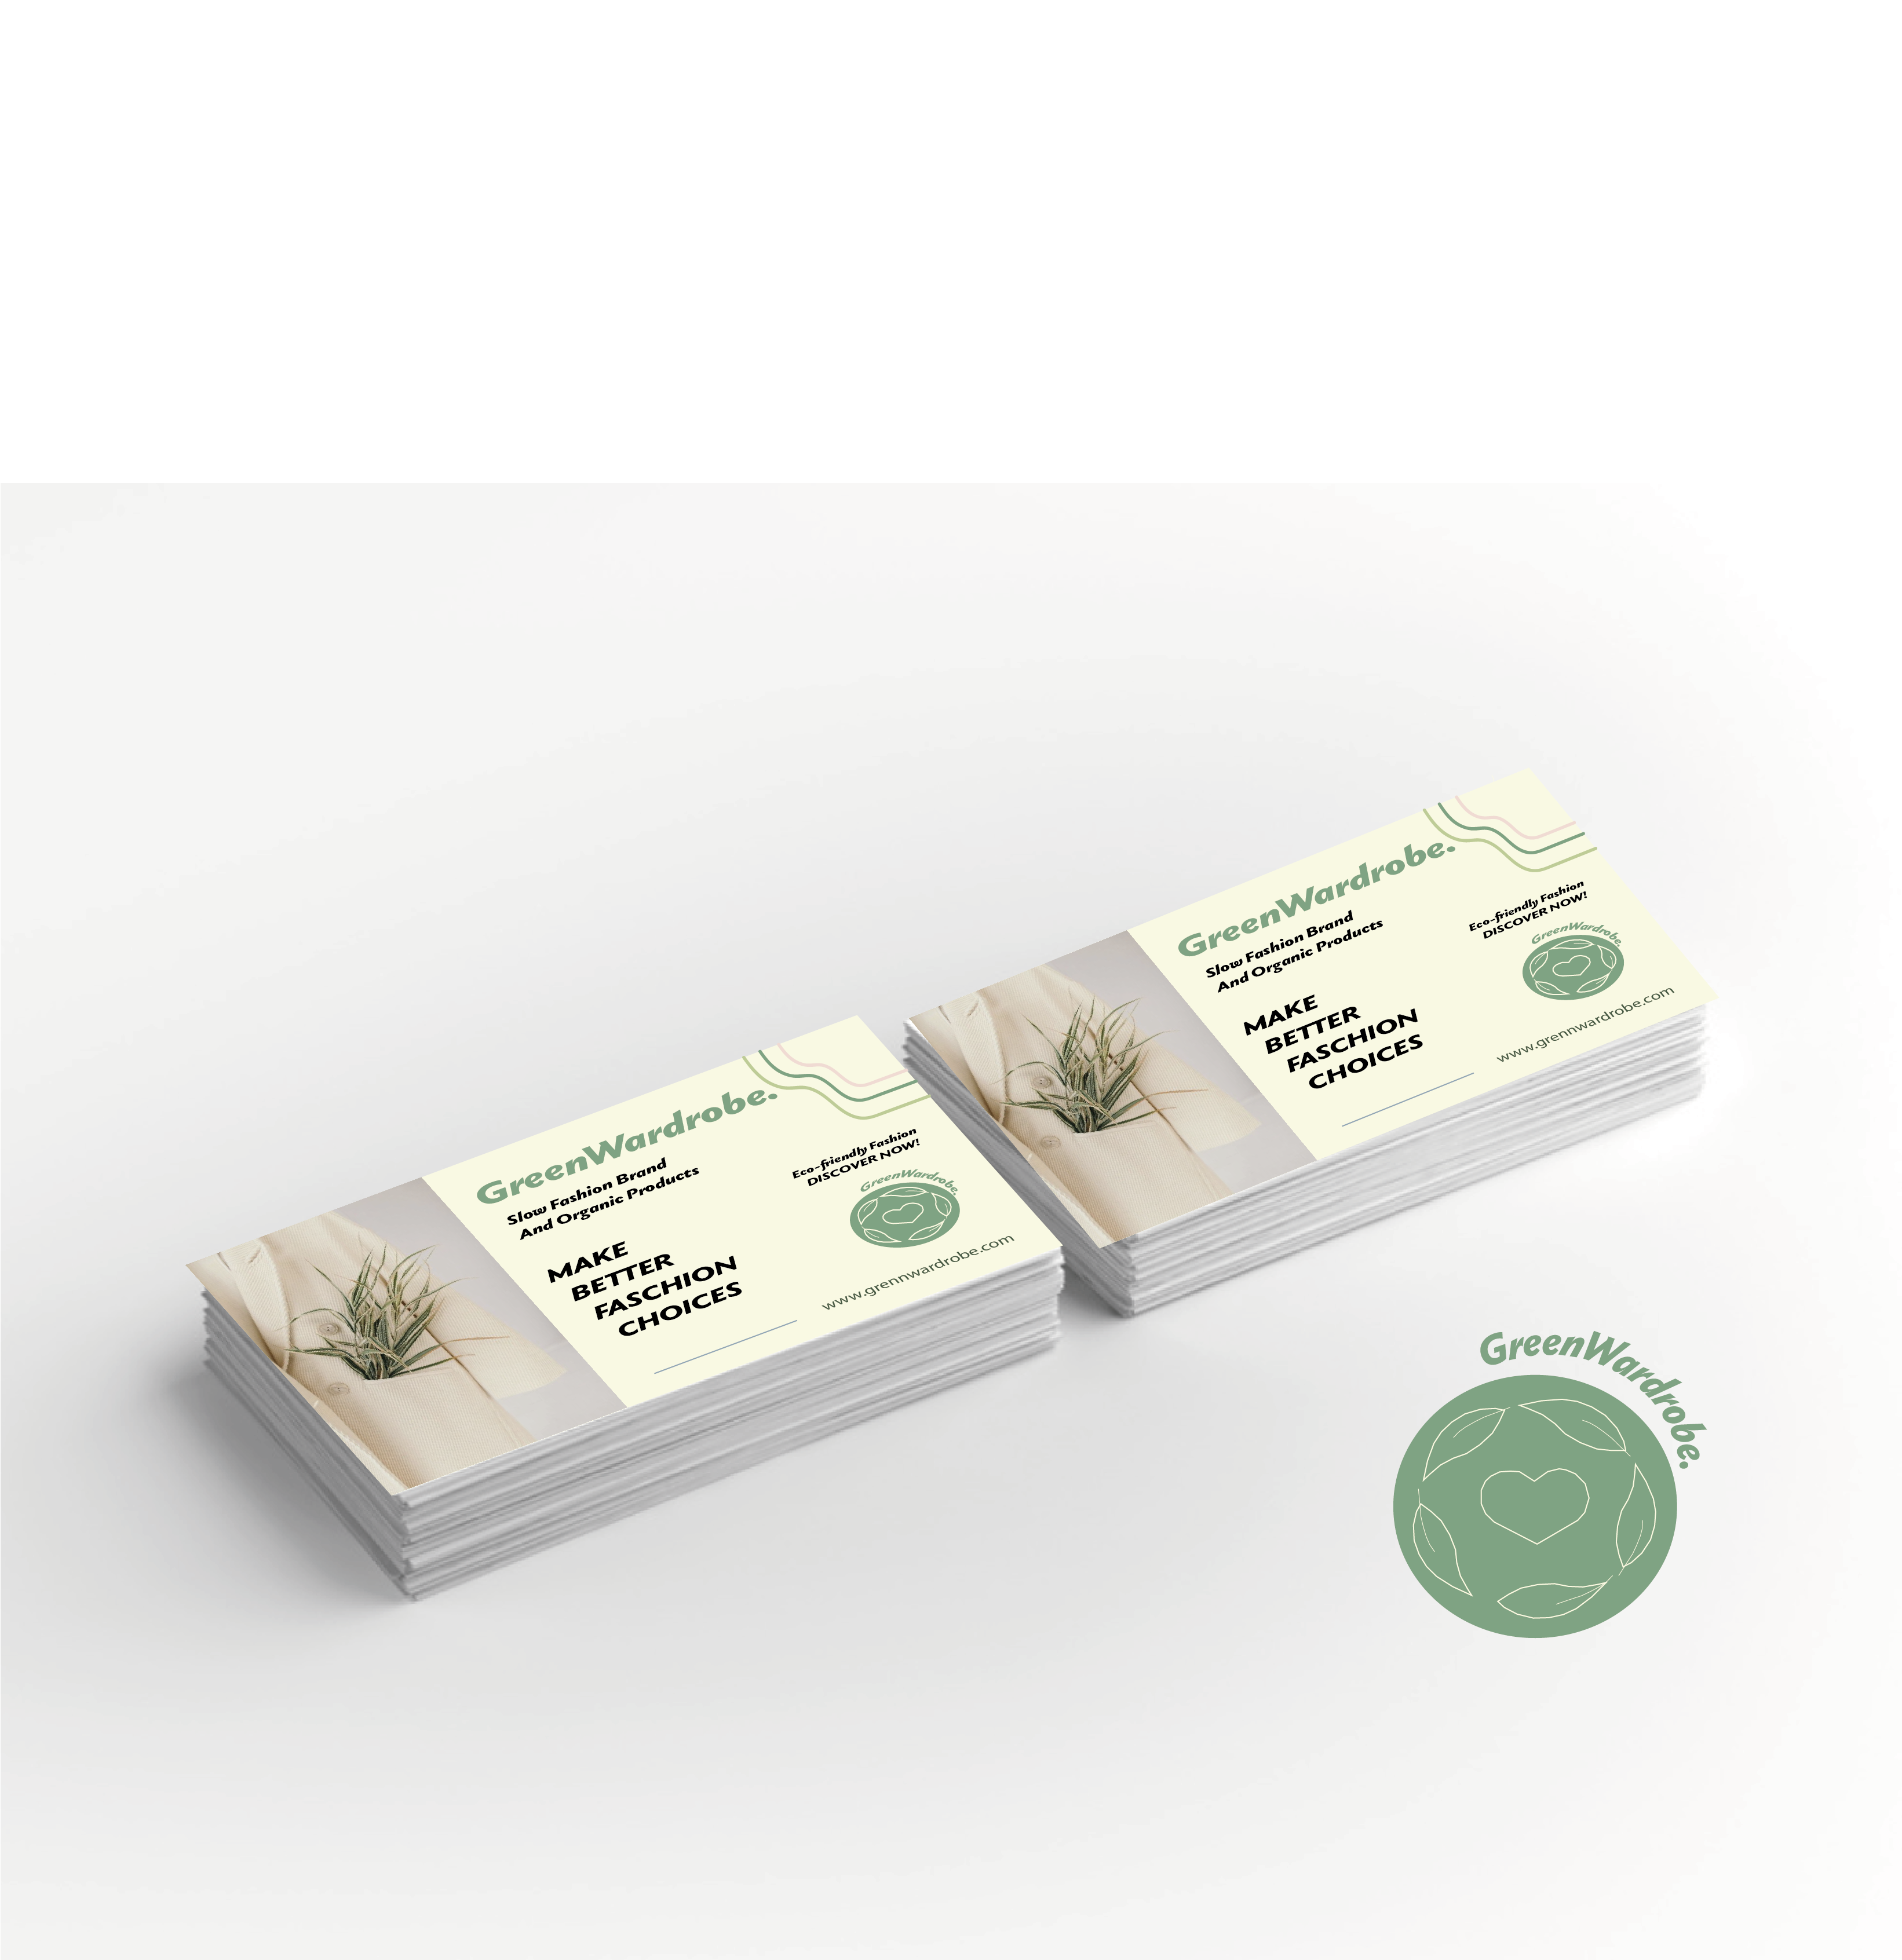 GreenWardrobe.
Slow Fashion Brand
And Organic Products
MAKE
BETTER
FASCHION
CHOICES
Eco-friendly Fashion
DISCOVER NOW!
GreenWardrobe.
www.grennwardrobe.com
GreenWardrobe.
Slow Fashion Brand
And Organic Products
MAKE
BETTER
FASCHION
CHOICES
Eco-friendly Fashion
DISCOVER NOW!
GreenWardrobe.
www.grennwardrobe.com
GreenWardrobe.